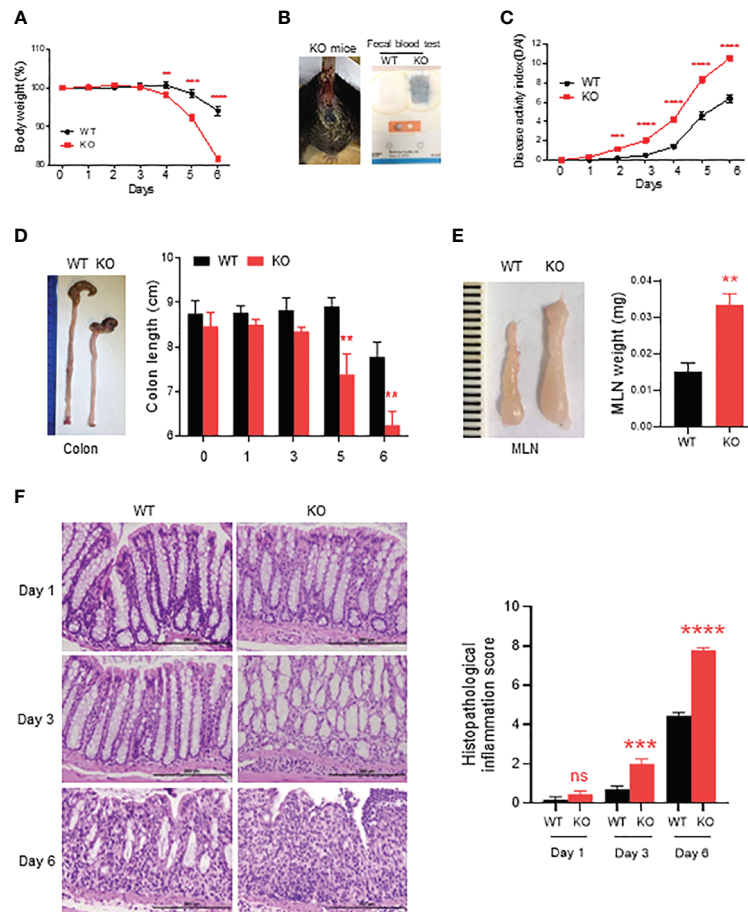 A
110
100
90
80
Body weight (%)
**
***
****
WT
KO
0 1 2 3 4 5 6
Days
B
KO mice
Fecal blood test
WT KO
C
Disease activity index(DAI)
12
10
8
6
4
2
0
WT
KO
***
****
****
****
****
0 1 2 3 4 5 6
Days
D
WT KO
Colon
Colon length (cm)
10
9
8
7
6
WT KO
**
**
0 1 3 5 6
E
WT KO
MLN
MLN weight (mg)
0.04
0.03
0.02
0.01
0.00
**
WT KO
F
WT KO
Day 1
Day 3
Day 6
Histopathological
inflammation score
10
8
6
4
2
0
ns
***
****
WT KO WT KO WT KO
Day 1 Day 3 Day 6